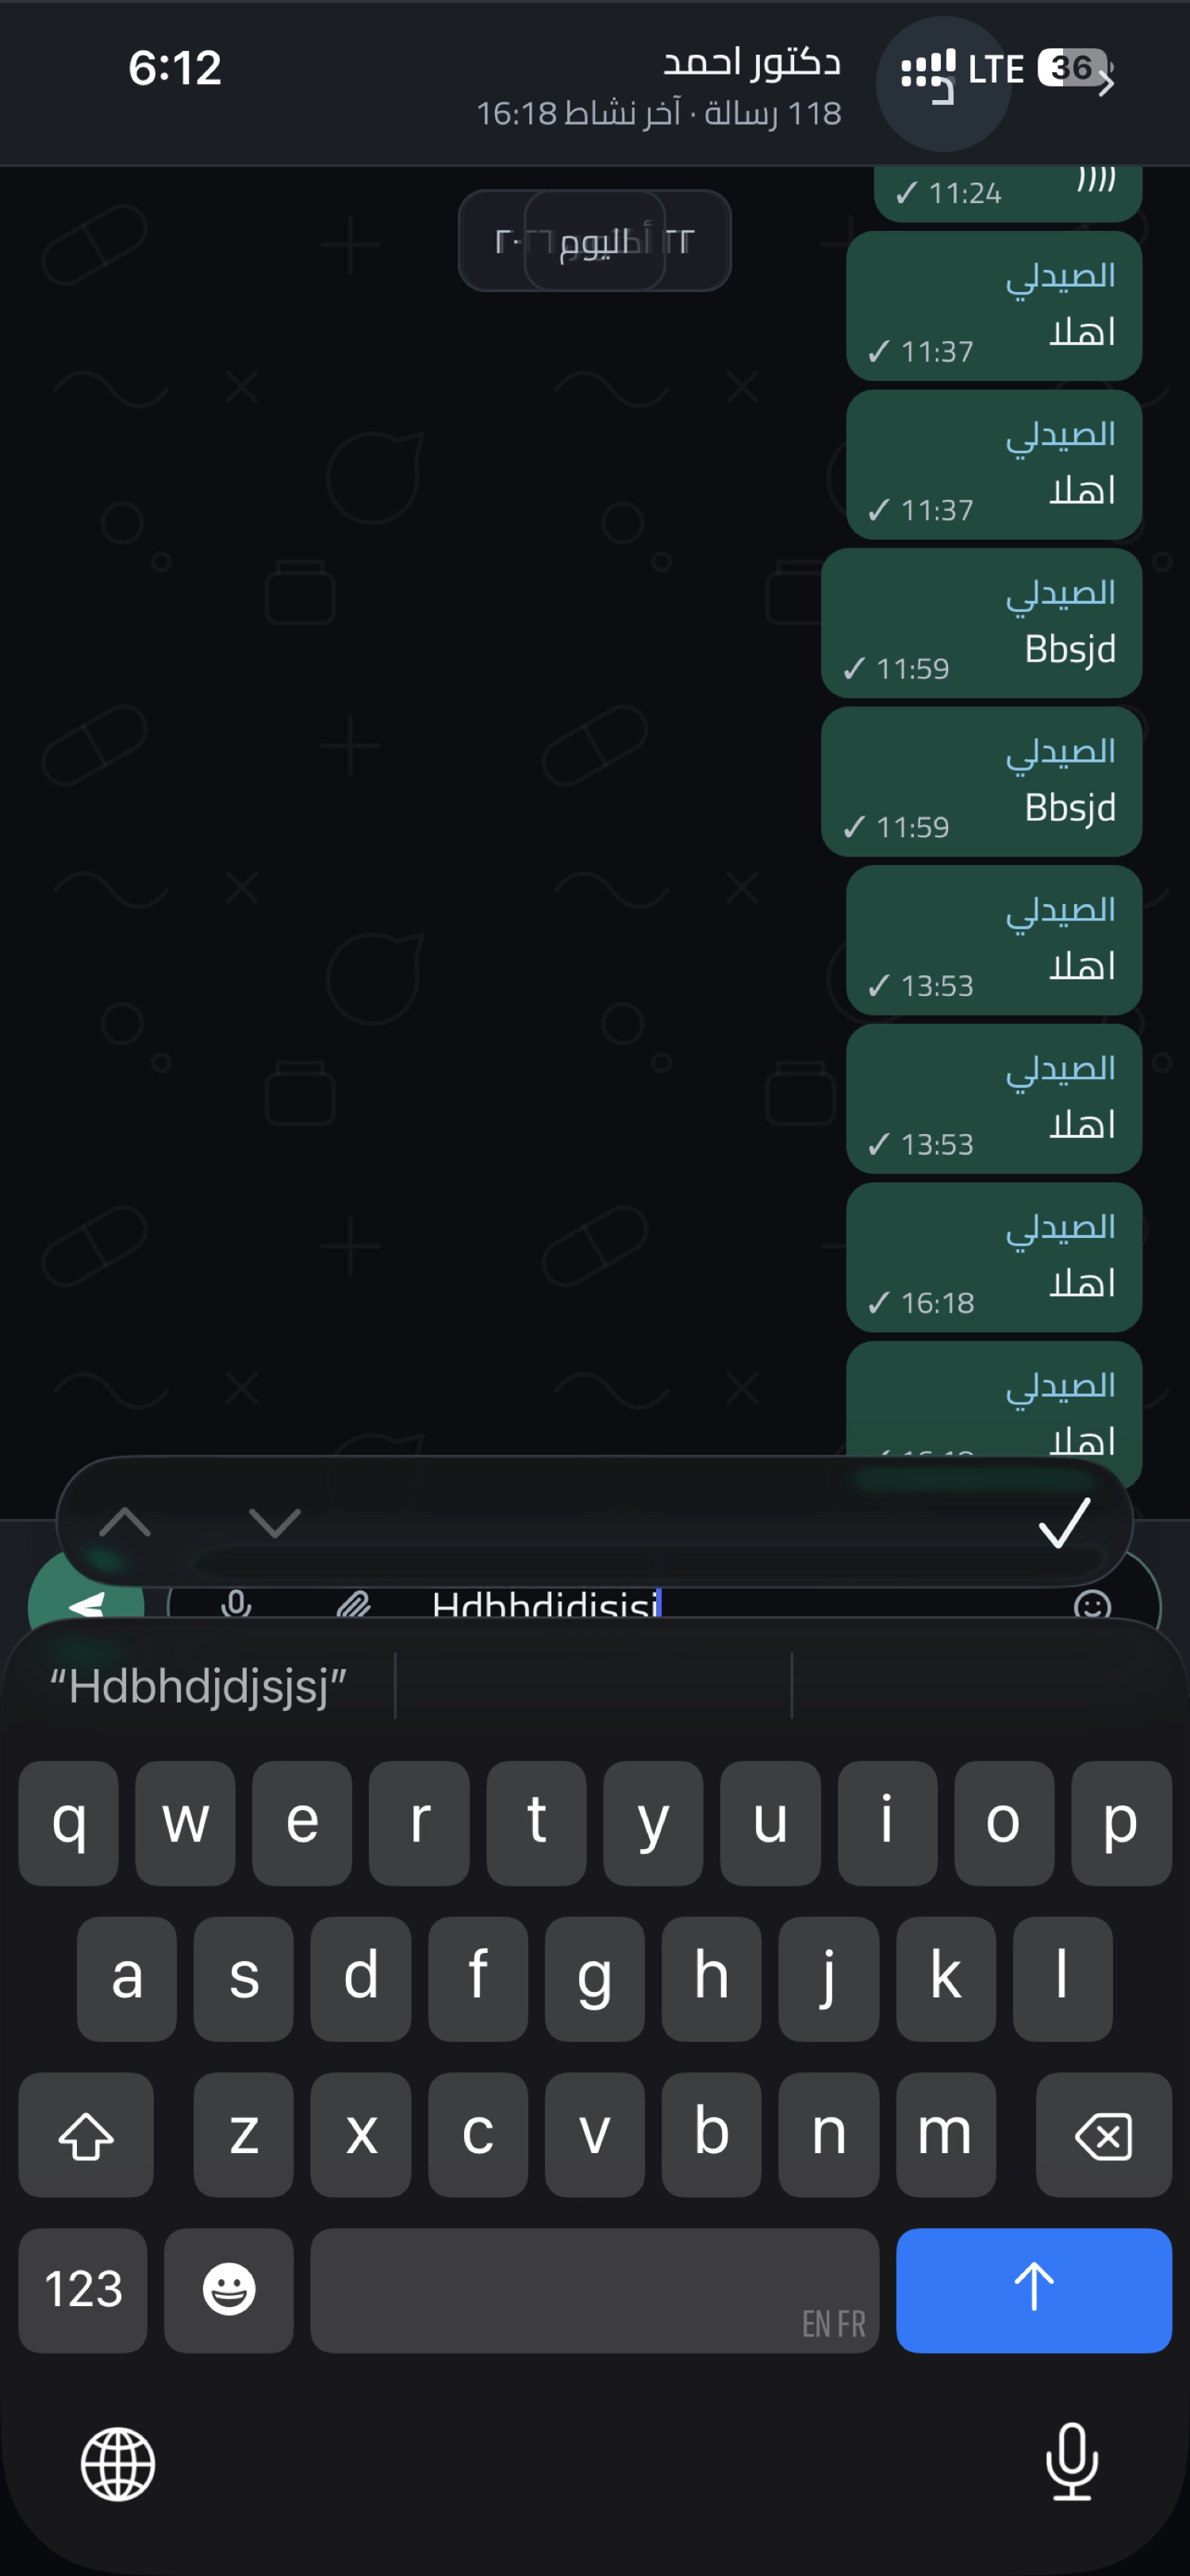 6:12
LTE 36
دكتور احمد
118 رسالة · آخر نشاط 16:18
د
))))
11:24 ✓
اليوم
الصيدلي
اهلا
11:37 ✓
الصيدلي
اهلا
11:37 ✓
الصيدلي
Bbsjd
11:59 ✓
الصيدلي
Bbsjd
11:59 ✓
الصيدلي
اهلا
13:53 ✓
الصيدلي
اهلا
13:53 ✓
الصيدلي
اهلا
16:18 ✓
الصيدلي
اهلا
“Hdbhdjdjsjsj”
q w e r t y u i o p
a s d f g h j k l
z x c v b n m
123
EN FR